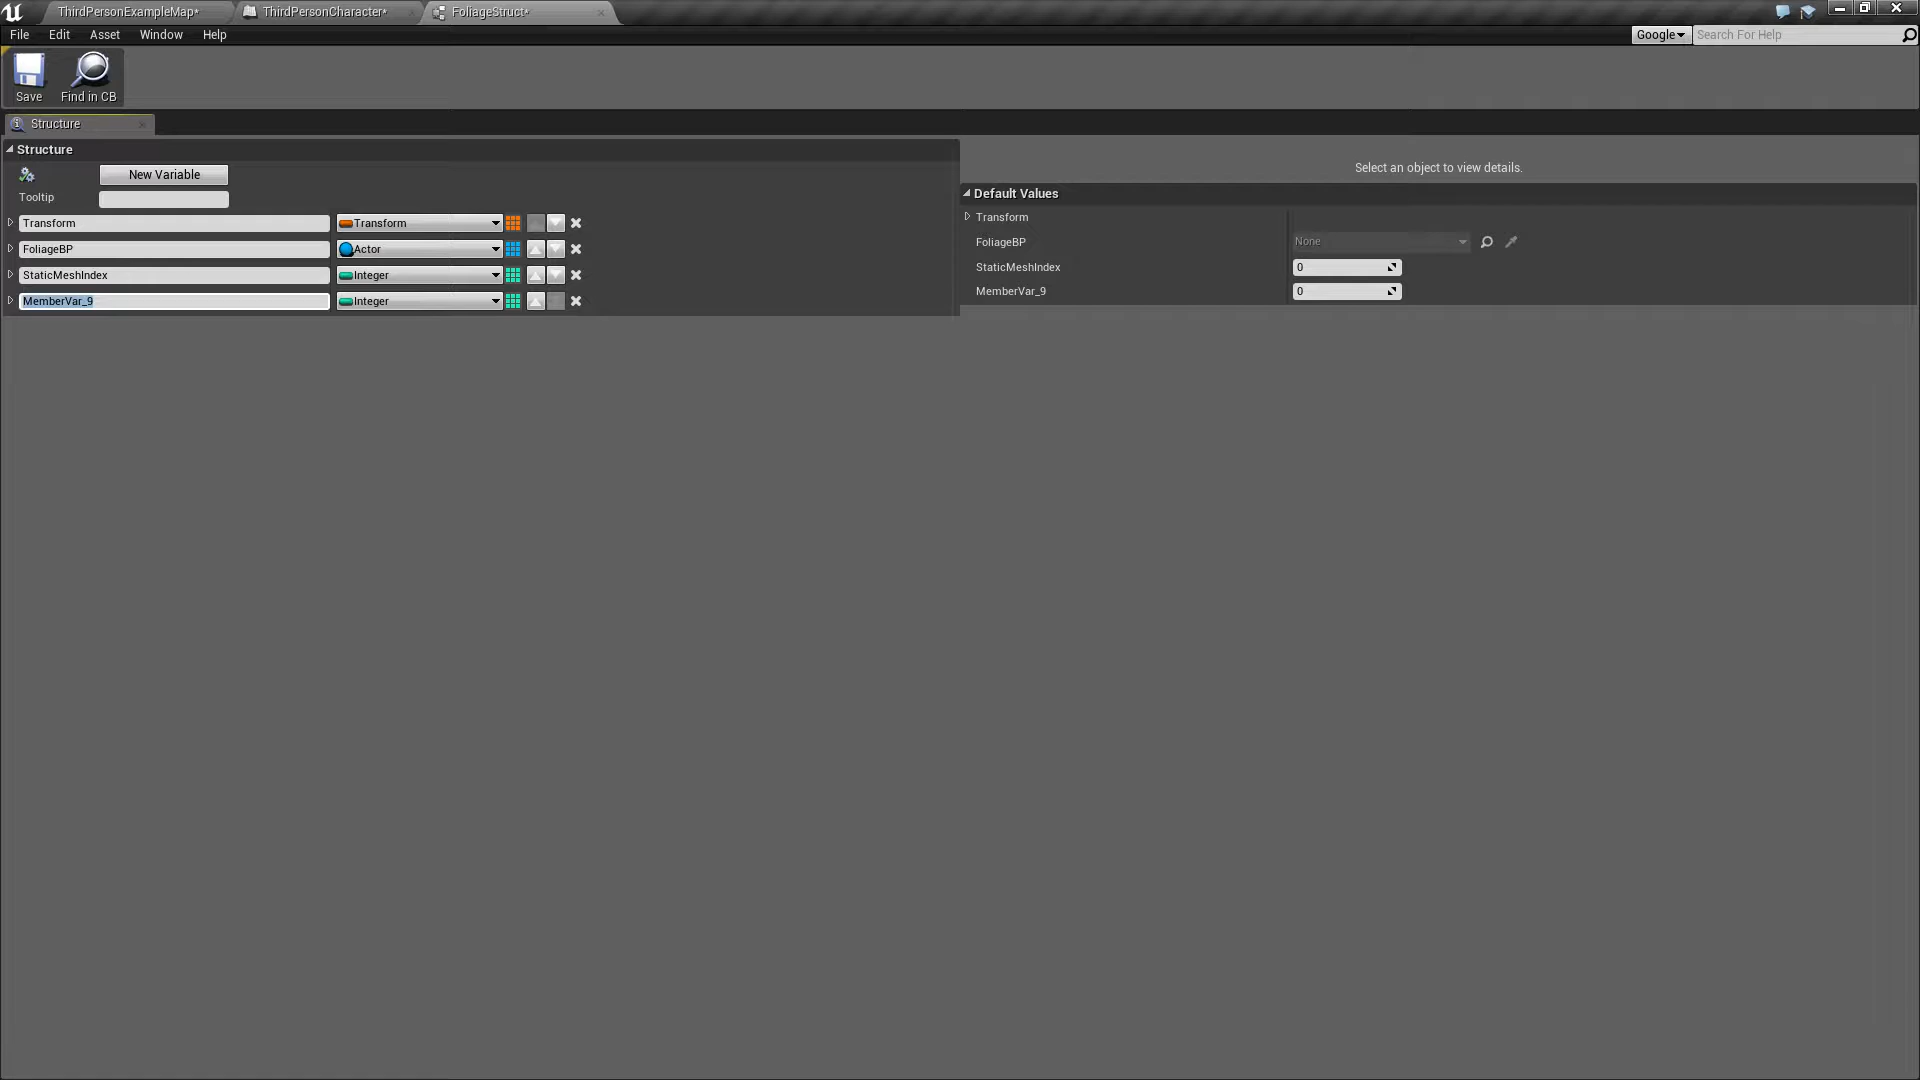 ThirdPersonExampleMap*
ThirdPersonCharacter*
FoliageStruct*
File Edit Asset Window Help
Google
Search For Help
Save
Find in CB
Structure
Structure
New Variable
Tooltip
Transform
Transform
FoliageBP
Actor
StaticMeshIndex
Integer
MemberVar_9
Integer
Select an object to view details.
Default Values
Transform
FoliageBP
None
StaticMeshIndex
0
MemberVar_9
0